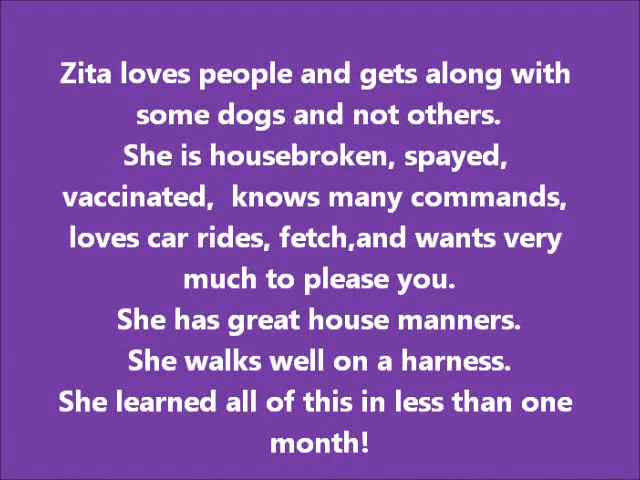 Zita loves people and gets along with
some dogs and not others.
She is housebroken, spayed,
vaccinated,  knows many commands,
loves car rides, fetch,and wants very
much to please you.
She has great house manners.
She walks well on a harness.
She learned all of this in less than one
month!